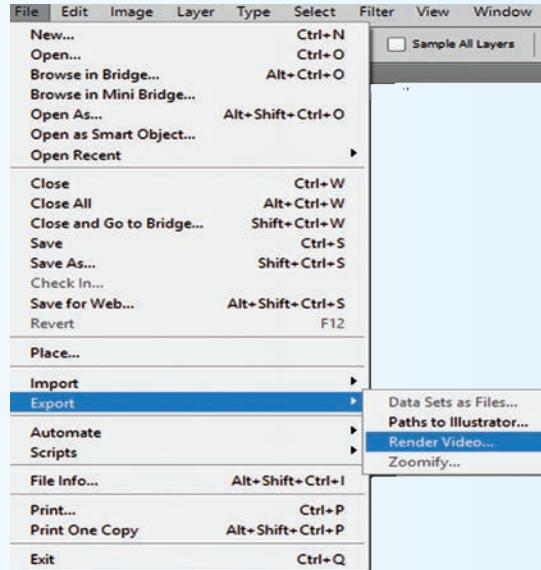 File Edit Image Layer Type Select Filter View Window
Sample All Layers
New... Ctrl+N
Open... Ctrl+O
Browse in Bridge... Alt+Ctrl+O
Browse in Mini Bridge...
Open As... Alt+Shift+Ctrl+O
Open as Smart Object...
Open Recent
Close Ctrl+W
Close All Alt+Ctrl+W
Close and Go to Bridge... Shift+Ctrl+W
Save Ctrl+S
Save As... Shift+Ctrl+S
Check In...
Save for Web... Alt+Shift+Ctrl+S
Revert F12
Place...
Import
Export
Data Sets as Files...
Paths to Illustrator...
Render Video...
Zoomify...
Automate
Scripts
File Info... Alt+Shift+Ctrl+I
Print... Ctrl+P
Print One Copy Alt+Shift+Ctrl+P
Exit Ctrl+Q